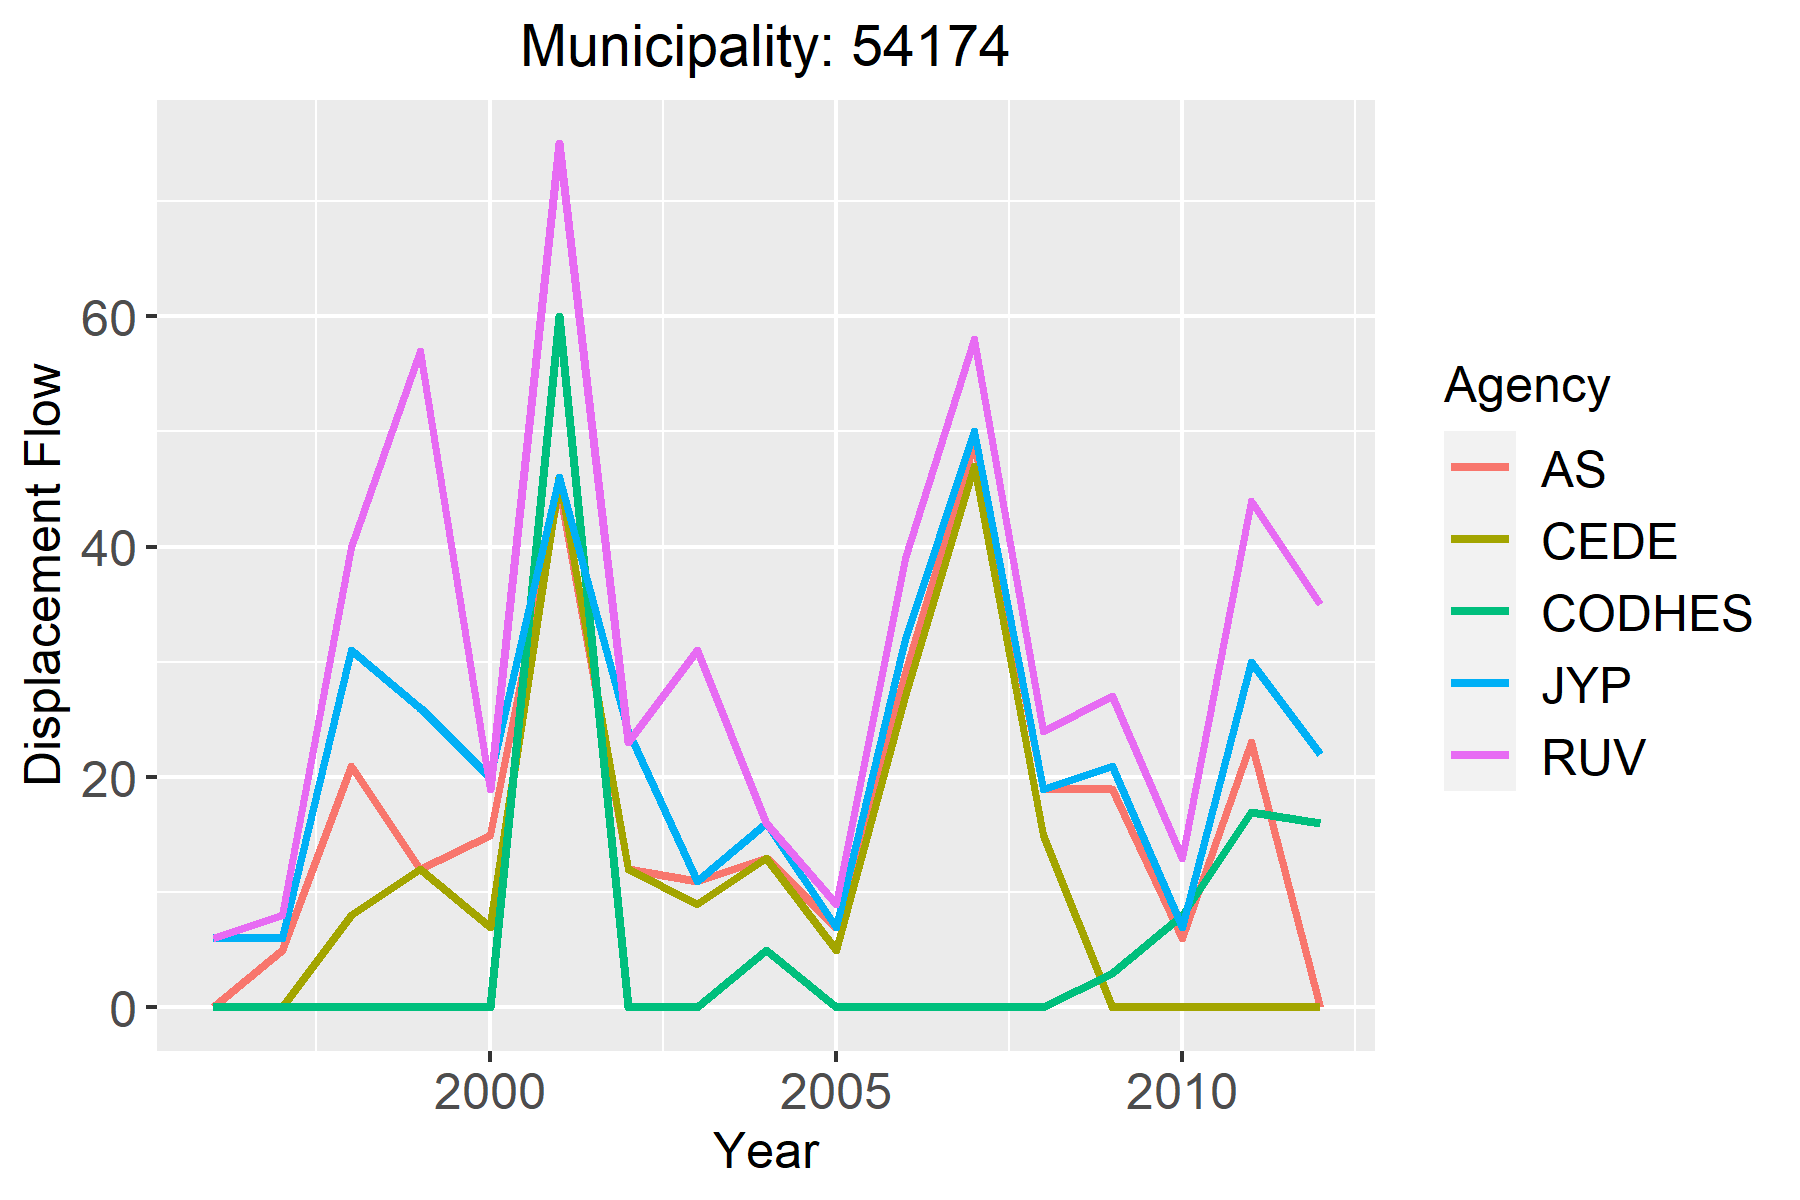 Municipality: 54174
Displacement Flow
60
40
20
0
2000 2005 2010
Year
Agency
AS
CEDE
CODHES
JYP
RUV